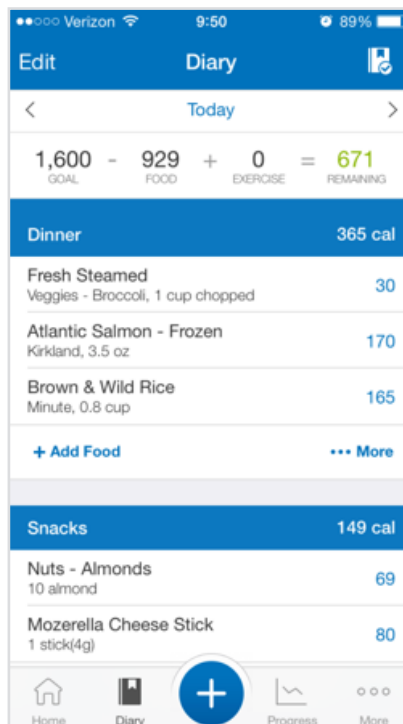 Verizon 9:50 89%
Edit Diary
< Today >
1,600 - 929 + 0 = 671
GOAL FOOD EXERCISE REMAINING
Dinner 365 cal
Fresh Steamed
Veggies - Broccoli, 1 cup chopped 30
Atlantic Salmon - Frozen
Kirkland, 3.5 oz 170
Brown & Wild Rice
Minute, 0.8 cup 165
+ Add Food ••• More
Snacks 149 cal
Nuts - Almonds
10 almond 69
Mozerella Cheese Stick
1 stick(4g) 80
Home Diary Progress More